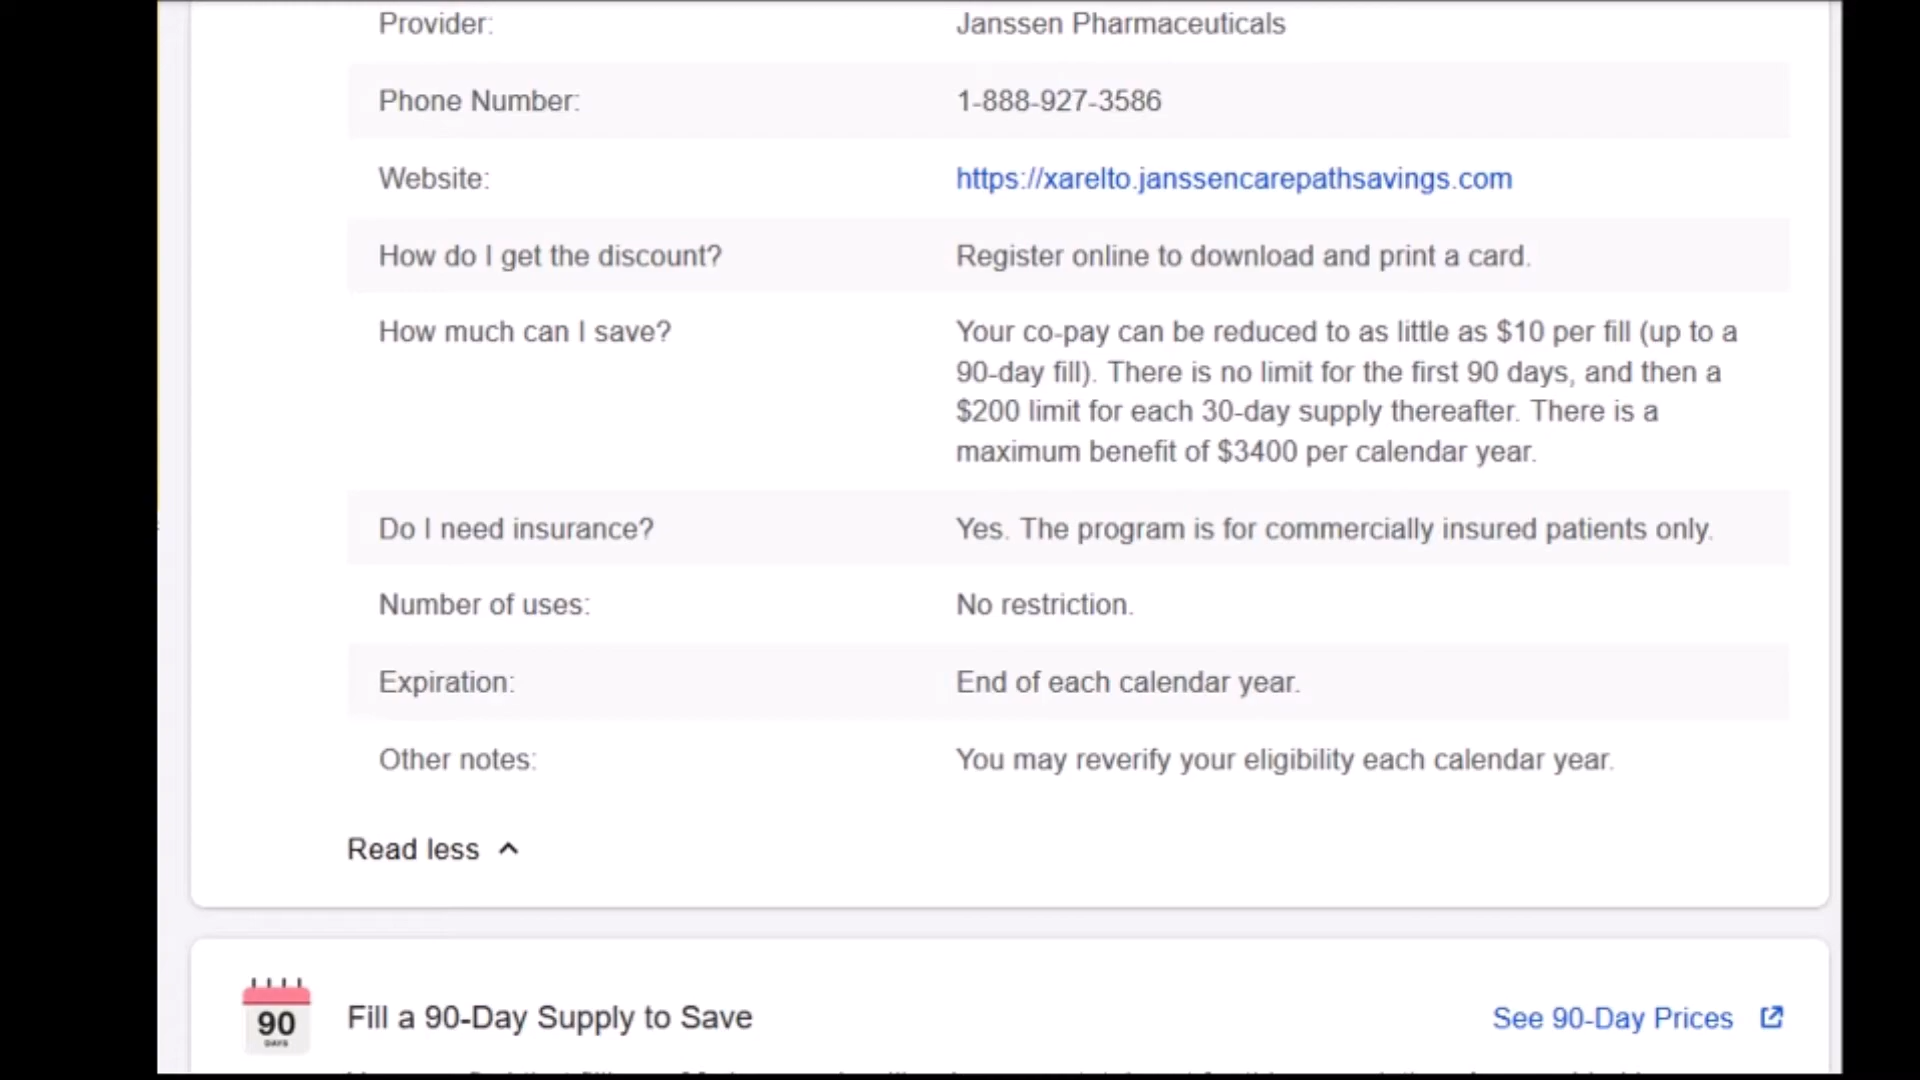 Provider: Janssen Pharmaceuticals
Phone Number: 1-888-927-3586
Website: https://xarelto.janssencarepathsavings.com
How do I get the discount? Register online to download and print a card.
How much can I save? Your co-pay can be reduced to as little as $10 per fill (up to a
90-day fill). There is no limit for the first 90 days, and then a
$200 limit for each 30-day supply thereafter. There is a
maximum benefit of $3400 per calendar year.
Do I need insurance? Yes. The program is for commercially insured patients only.
Number of uses: No restriction.
Expiration: End of each calendar year.
Other notes: You may reverify your eligibility each calendar year.
Read less
90
DAYS
Fill a 90-Day Supply to Save See 90-Day Prices